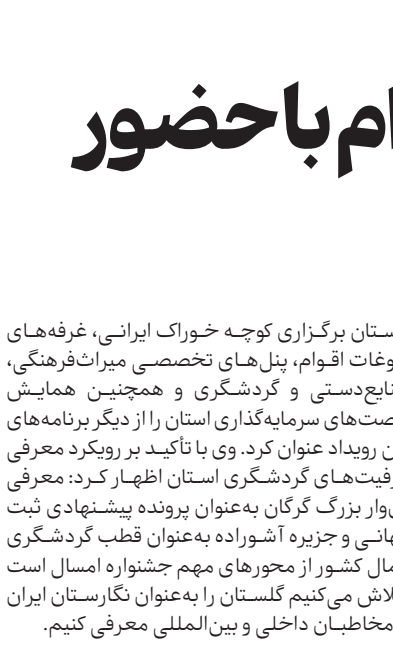 ام با حضور
ستان برگزاری کوچه خوراک ایرانی، غرفه‌های
وغات اقوام، پنل‌های تخصصی میراث‌فرهنگی،
نایع‌دستی و گردشگری و همچنین همایش
صت‌های سرمایه‌گذاری استان را از دیگر برنامه‌های
ن رویداد عنوان کرد. وی با تأکید بر رویکرد معرفی
فیت‌های گردشگری استان اظهار کرد: معرفی
وار بزرگ گرگان به‌عنوان پرونده پیشنهادی ثبت
هانی و جزیره آشوراده به‌عنوان قطب گردشگری
مال کشور از محورهای مهم جشنواره امسال است
لاش می‌کنیم گلستان را به‌عنوان نگارستان ایران
مخاطبان داخلی و بین‌المللی معرفی کنیم.